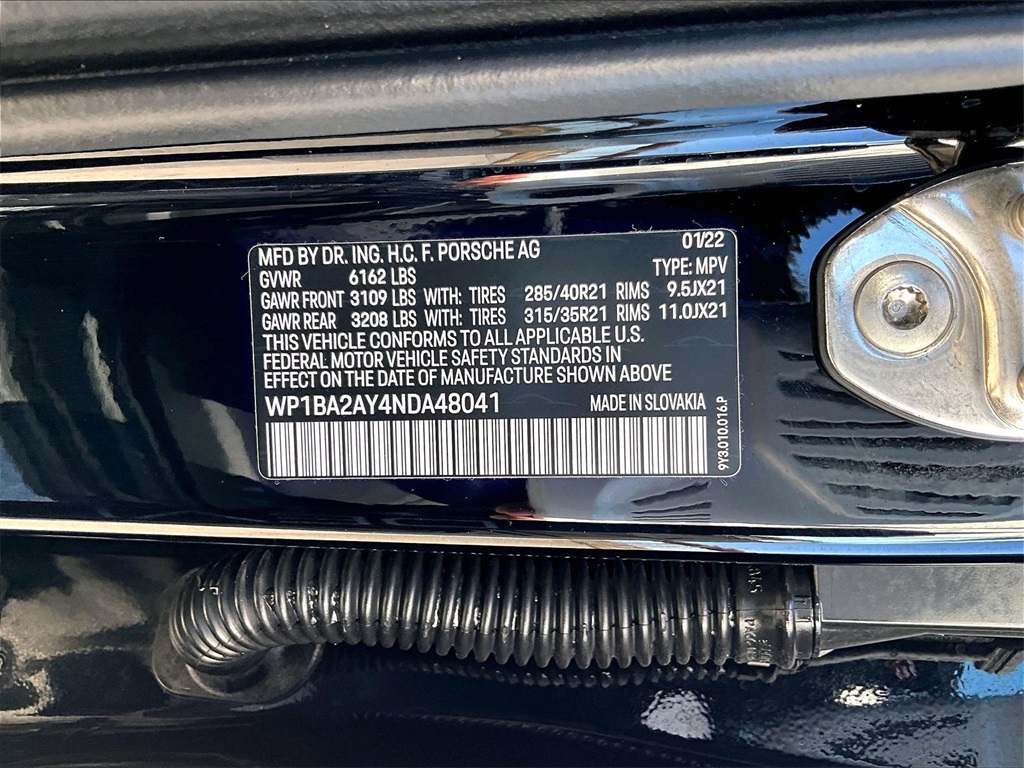 MFD BY DR. ING. H.C. F. PORSCHE AG 01/22
GVWR 6162 LBS TYPE: MPV
GAWR FRONT 3109 LBS WITH: TIRES 285/40R21 RIMS 9.5JX21
GAWR REAR 3208 LBS WITH: TIRES 315/35R21 RIMS 11.0JX21
THIS VEHICLE CONFORMS TO ALL APPLICABLE U.S.
FEDERAL MOTOR VEHICLE SAFETY STANDARDS IN
EFFECT ON THE DATE OF MANUFACTURE SHOWN ABOVE
WP1BA2AY4NDA48041 MADE IN SLOVAKIA
9Y3.010.016.P